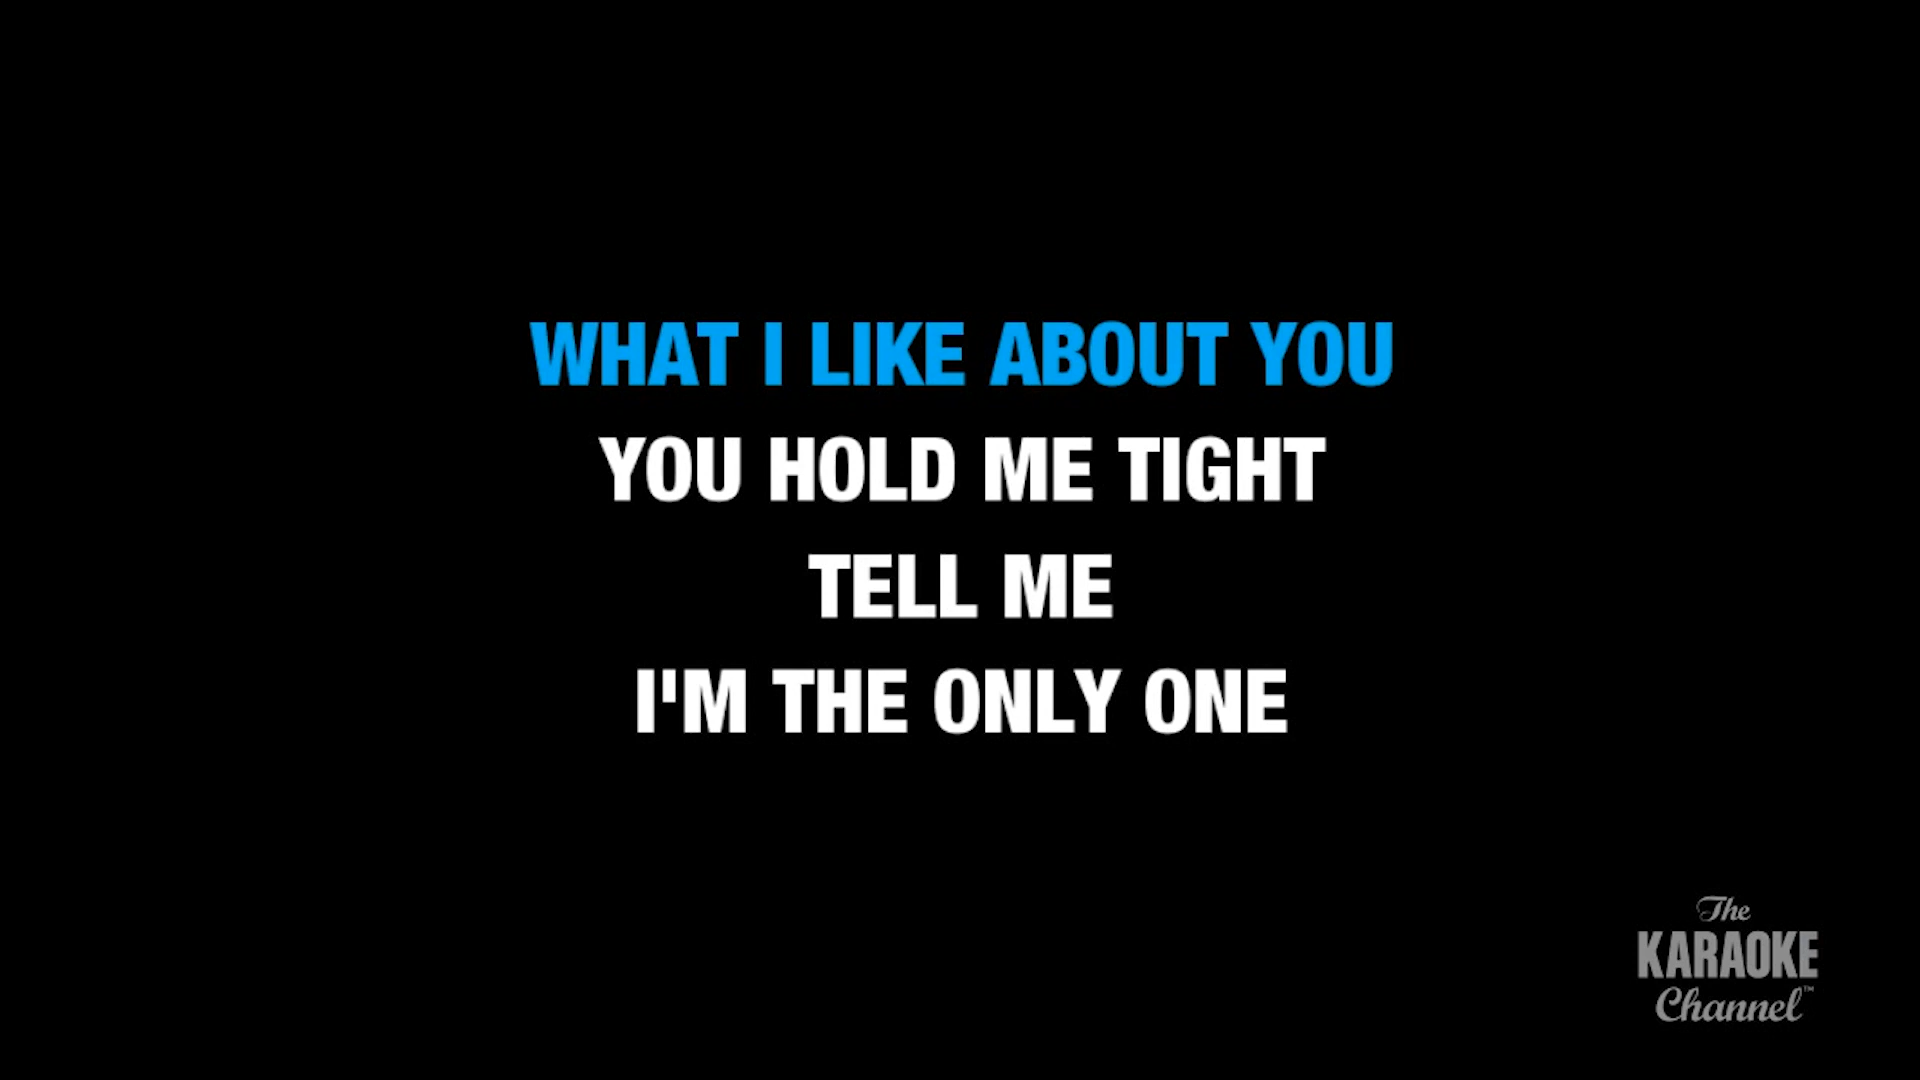 WHAT I LIKE ABOUT YOU
YOU HOLD ME TIGHT
TELL ME
I'M THE ONLY ONE
The
KARAOKE
Channel™